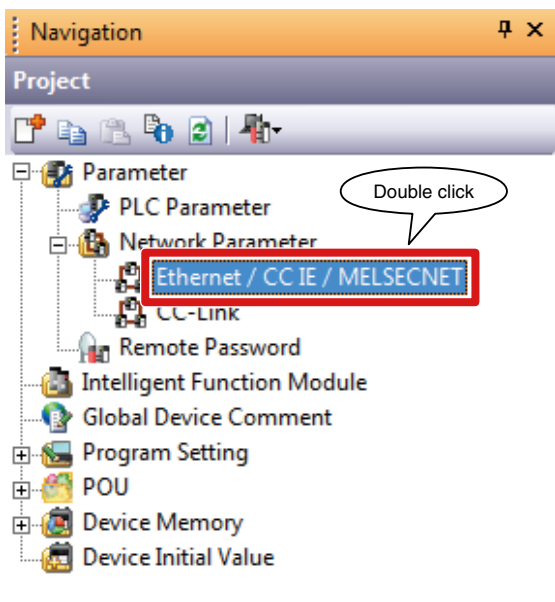 Navigation
Project
Parameter
Double click
PLC Parameter
Network Parameter
Ethernet / CC IE / MELSECNET
CC-Link
Remote Password
Intelligent Function Module
Global Device Comment
Program Setting
POU
Device Memory
Device Initial Value